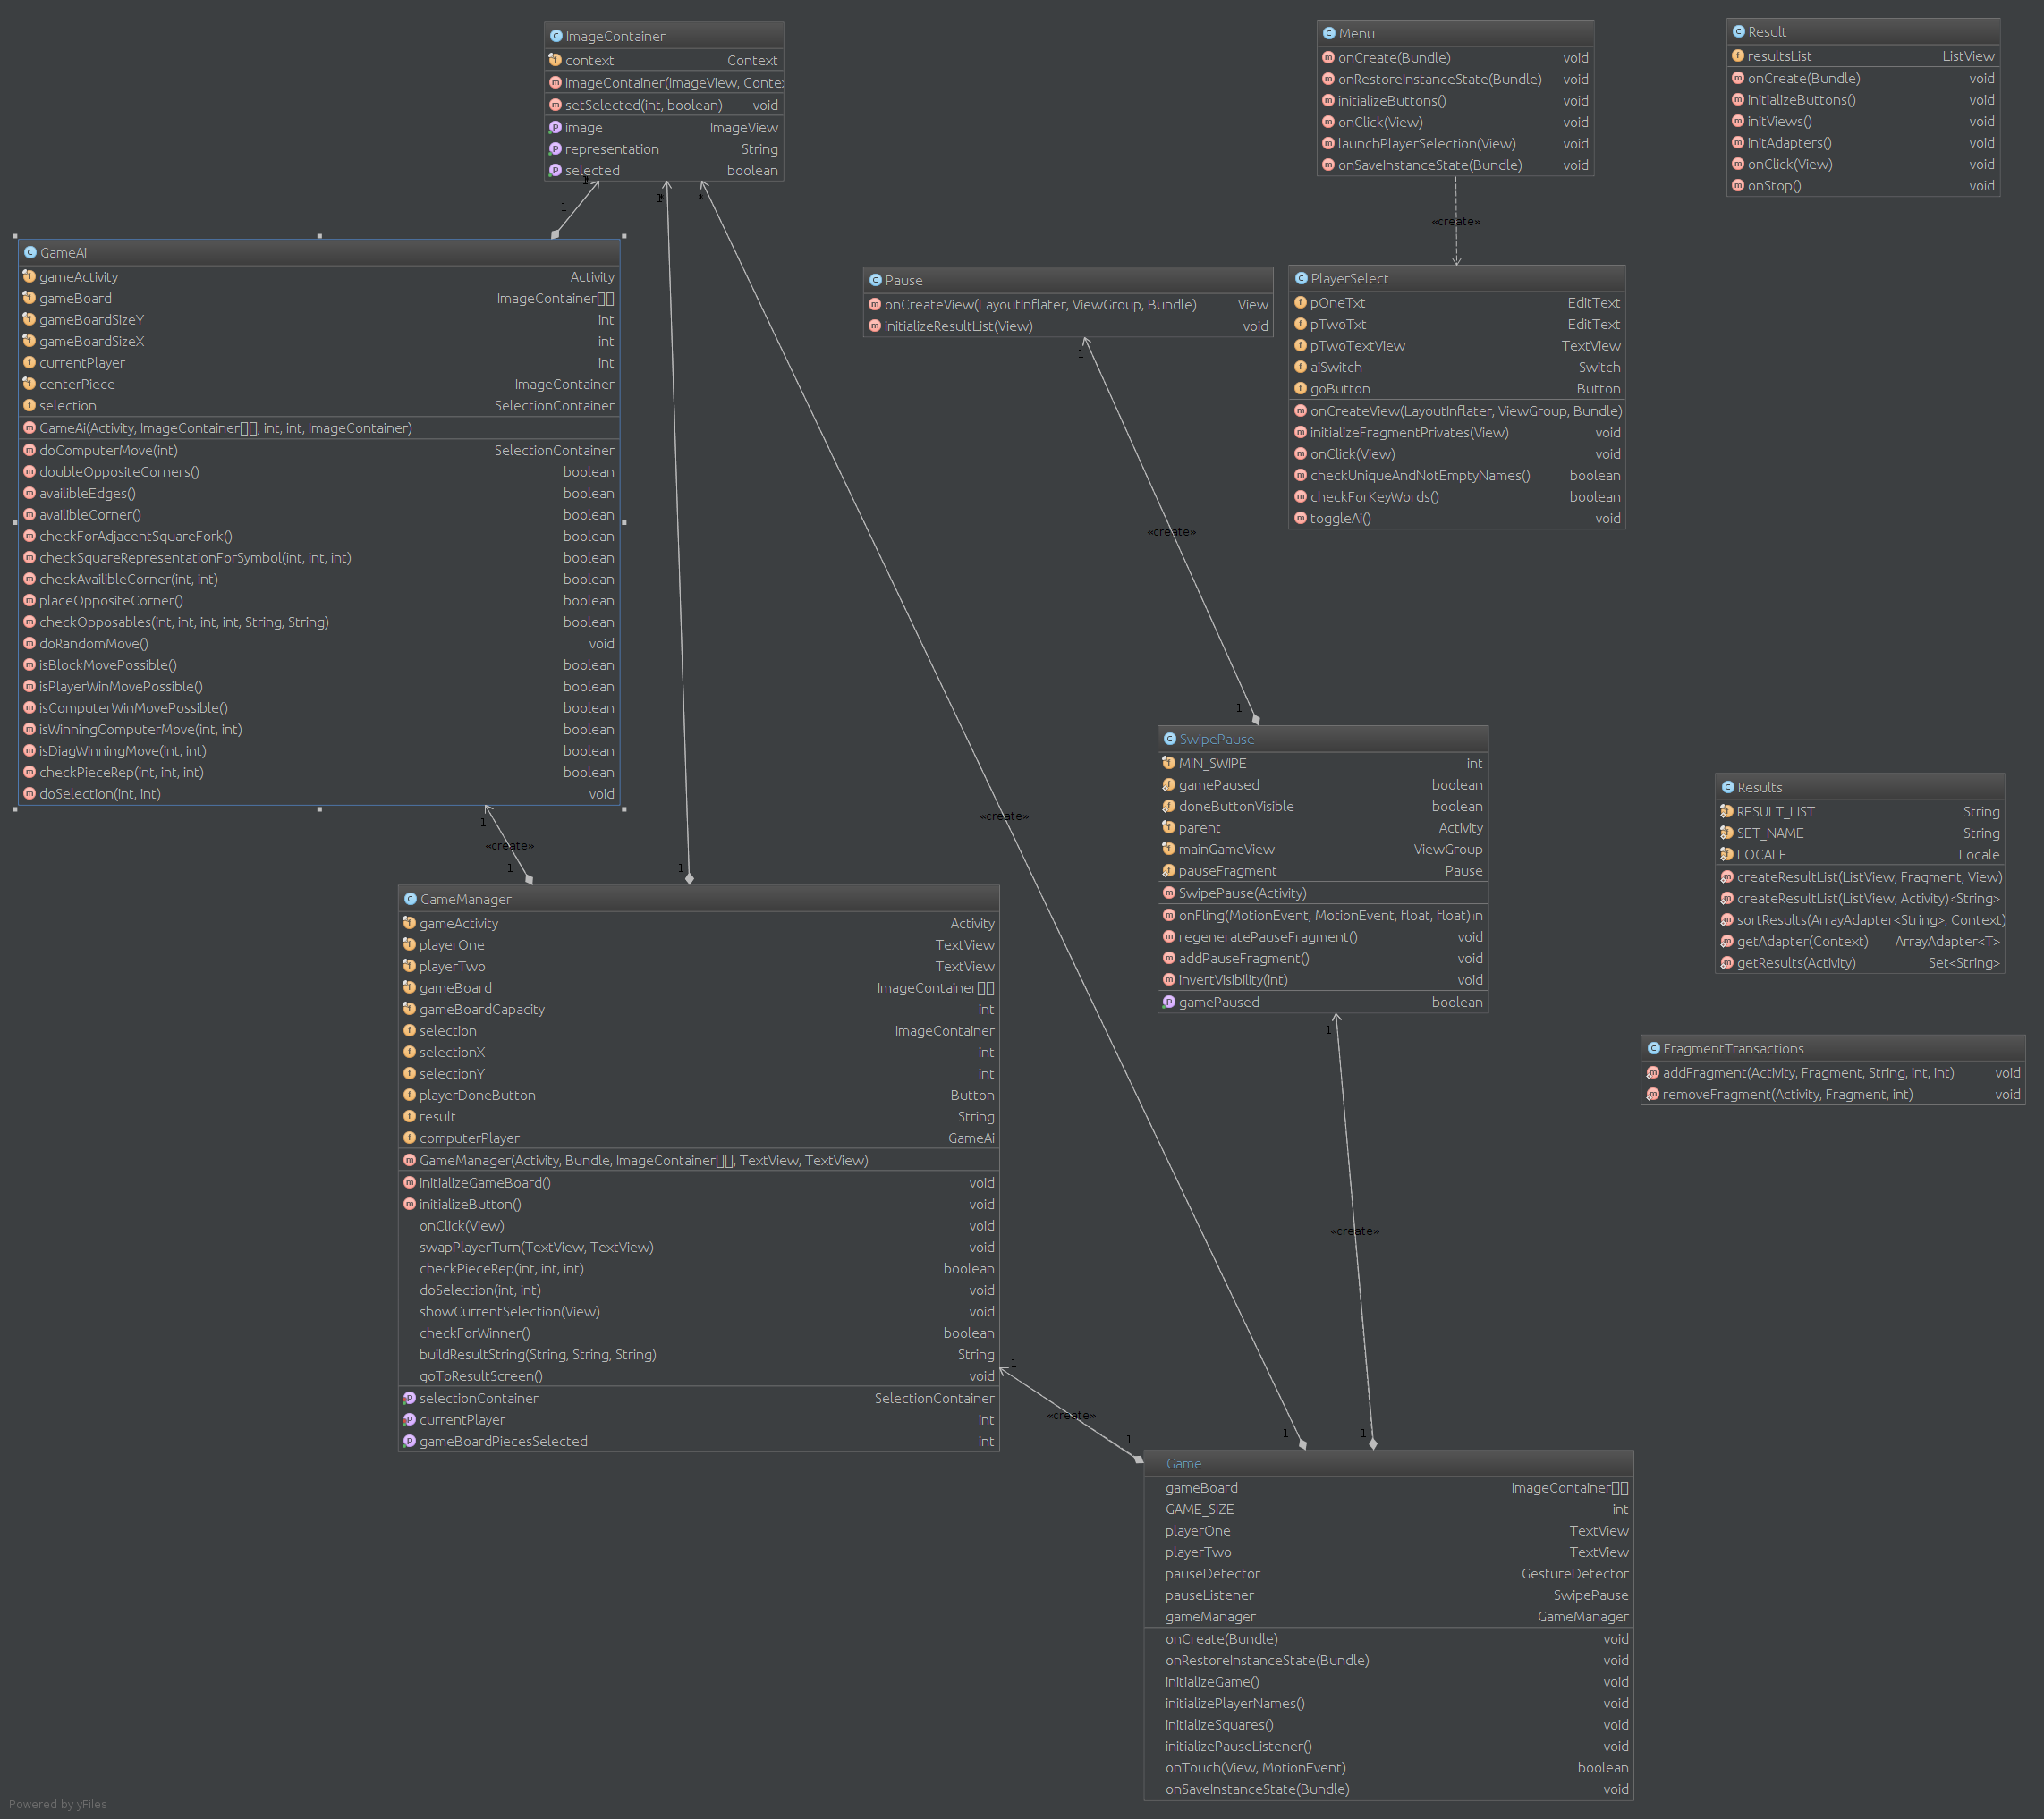 ImageContainer
context Context
ImageContainer(ImageView, Conte
setSelected(int, boolean) void
image ImageView
representation String
selected boolean
1
1
*
Menu
onCreate(Bundle) void
onRestoreInstanceState(Bundle) void
initializeButtons() void
onClick(View) void
launchPlayerSelection(View) void
onSaveInstanceState(Bundle) void
«create»
Result
resultsList ListView
onCreate(Bundle) void
initializeButtons() void
initViews() void
initAdapters() void
onClick(View) void
onStop() void
GameAi
gameActivity Activity
gameBoard ImageContainer[][]
gameBoardSizeY int
gameBoardSizeX int
currentPlayer int
centerPiece ImageContainer
selection SelectionContainer
GameAi(Activity, ImageContainer[][], int, int, ImageContainer)
doComputerMove(int) SelectionContainer
doubleOppositeCorners() boolean
availibleEdges() boolean
availibleCorner() boolean
checkForAdjacentSquareFork() boolean
checkSquareRepresentationForSymbol(int, int, int) boolean
checkAvailibleCorner(int, int) boolean
placeOppositeCorner() boolean
checkOpposables(int, int, int, int, String, String) boolean
doRandomMove() void
isBlockMovePossible() boolean
isPlayerWinMovePossible() boolean
isComputerWinMovePossible() boolean
isWinningComputerMove(int, int) boolean
isDiagWinningMove(int, int) boolean
checkPieceRep(int, int, int) boolean
doSelection(int, int) void
1
«create»
1
1
Pause
onCreateView(LayoutInflater, ViewGroup, Bundle) View
initializeResultList(View) void
1
«create»
1
PlayerSelect
pOneTxt EditText
pTwoTxt EditText
pTwoTextView TextView
aiSwitch Switch
goButton Button
onCreateView(LayoutInflater, ViewGroup, Bundle)
initializeFragmentPrivates(View) void
onClick(View) void
checkUniqueAndNotEmptyNames() boolean
checkForKeyWords() boolean
toggleAi() void
SwipePause
MIN_SWIPE int
gamePaused boolean
doneButtonVisible boolean
parent Activity
mainGameView ViewGroup
pauseFragment Pause
SwipePause(Activity)
onFling(MotionEvent, MotionEvent, float, float) n
regeneratePauseFragment() void
addPauseFragment() void
invertVisibility(int) void
gamePaused boolean
1
«create»
«create»
Results
RESULT_LIST String
SET_NAME String
LOCALE Locale
createResultList(ListView, Fragment, View)
createResultList(ListView, Activity)<String>
sortResults(ArrayAdapter<String>, Context)
getAdapter(Context) ArrayAdapter<T>
getResults(Activity) Set<String>
FragmentTransactions
addFragment(Activity, Fragment, String, int, int) void
removeFragment(Activity, Fragment, int) void
GameManager
gameActivity Activity
playerOne TextView
playerTwo TextView
gameBoard ImageContainer[][]
gameBoardCapacity int
selection ImageContainer
selectionX int
selectionY int
playerDoneButton Button
result String
computerPlayer GameAi
GameManager(Activity, Bundle, ImageContainer[][], TextView, TextView)
initializeGameBoard() void
initializeButton() void
onClick(View) void
swapPlayerTurn(TextView, TextView) void
checkPieceRep(int, int, int) boolean
doSelection(int, int) void
showCurrentSelection(View) void
checkForWinner() boolean
buildResultString(String, String, String) String
goToResultScreen() void
selectionContainer SelectionContainer
currentPlayer int
gameBoardPiecesSelected int
1
«create»
1
1
1
Game
gameBoard ImageContainer[][]
GAME_SIZE int
playerOne TextView
playerTwo TextView
pauseDetector GestureDetector
pauseListener SwipePause
gameManager GameManager
onCreate(Bundle) void
onRestoreInstanceState(Bundle) void
initializeGame() void
initializePlayerNames() void
initializeSquares() void
initializePauseListener() void
onTouch(View, MotionEvent) boolean
onSaveInstanceState(Bundle) void
Powered by yFiles